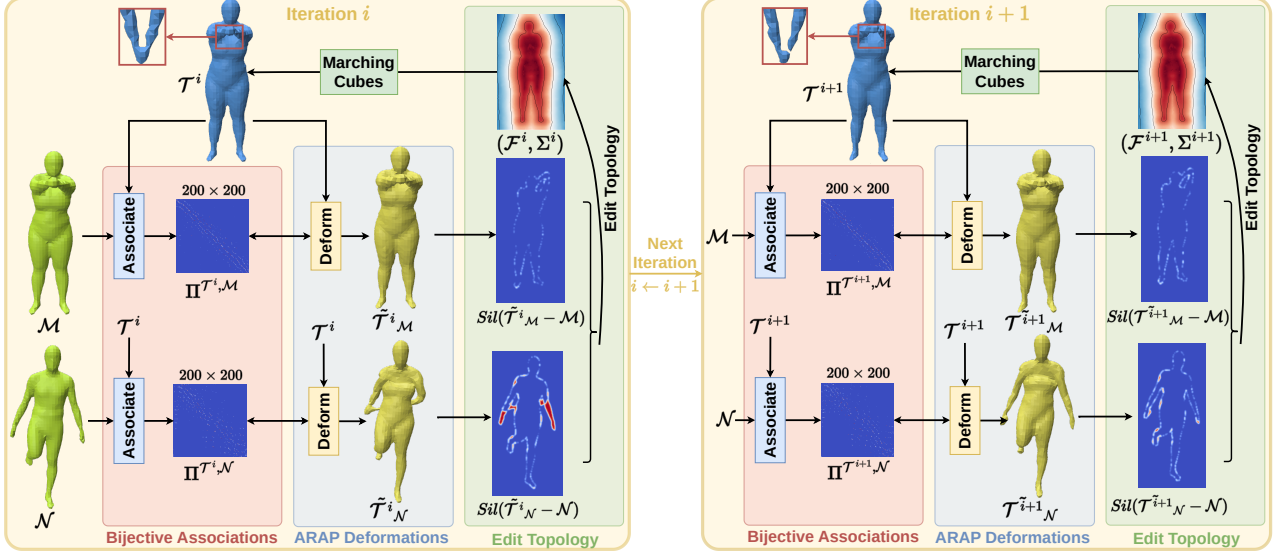 Iteration i
𝒯^i
Marching
Cubes
(ℱ^i, Σ^i)
Edit Topology
200 × 200
Associate
Deform
Π^{𝒯^i,ℳ}
ℳ
𝒯̃^i_ℳ
Sil(𝒯̃^i_ℳ − ℳ)
𝒯^i
𝒯^i
200 × 200
Associate
Deform
Π^{𝒯^i,𝒩}
𝒩
𝒯̃^i_𝒩
Sil(𝒯̃^i_𝒩 − 𝒩)
Bijective Associations
ARAP Deformations
Edit Topology
Next
Iteration
i ← i + 1
Iteration i + 1
𝒯^{i+1}
Marching
Cubes
(ℱ^{i+1}, Σ^{i+1})
Edit Topology
200 × 200
ℳ
Associate
Deform
Π^{𝒯^{i+1},ℳ}
𝒯̃^{i+1}_ℳ
Sil(𝒯̃^{i+1}_ℳ − ℳ)
𝒯^{i+1}
𝒯^{i+1}
200 × 200
𝒩
Associate
Deform
Π^{𝒯^{i+1},𝒩}
𝒯̃^{i+1}_𝒩
Sil(𝒯̃^{i+1}_𝒩 − 𝒩)
Bijective Associations
ARAP Deformations
Edit Topology